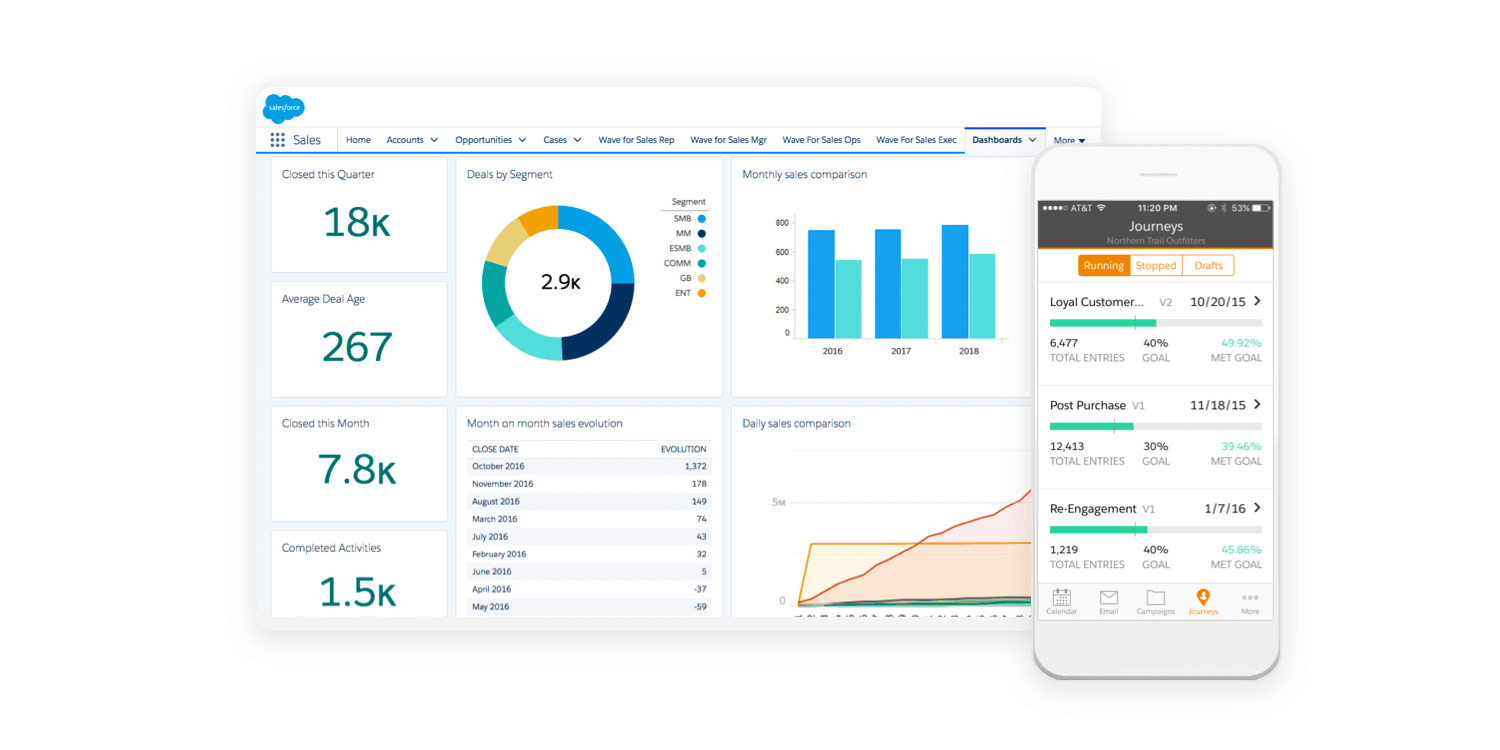 salesforce
Sales
Home Accounts Opportunities Cases Wave for Sales Rep Wave for Sales Mgr Wave For Sales Ops Wave For Sales Exec Dashboards More
Closed this Quarter
18K
Average Deal Age
267
Closed this Month
7.8K
Completed Activities
1.5K
Deals by Segment
2.9K
Segment
SMB
MM
ESMB
COMM
GB
ENT
Monthly sales comparison
800
600
400
200
0
2016 2017 2018
Month on month sales evolution
CLOSE DATE EVOLUTION
October 2016 1,372
November 2016 178
August 2016 149
March 2016 74
July 2016 43
February 2016 32
June 2016 5
April 2016 -37
May 2016 -59
Daily sales comparison
5M
0
AT&T 11:20 PM 53%
Journeys
Northern Trail Outfitters
Running Stopped Drafts
Loyal Customer... V2 10/20/15
6,477 40% 49.92%
TOTAL ENTRIES GOAL MET GOAL
Post Purchase V1 11/18/15
12,413 30% 39.46%
TOTAL ENTRIES GOAL MET GOAL
Re-Engagement V1 1/7/16
1,219 40% 45.86%
TOTAL ENTRIES GOAL MET GOAL
Calendar Email Campaigns Journeys More